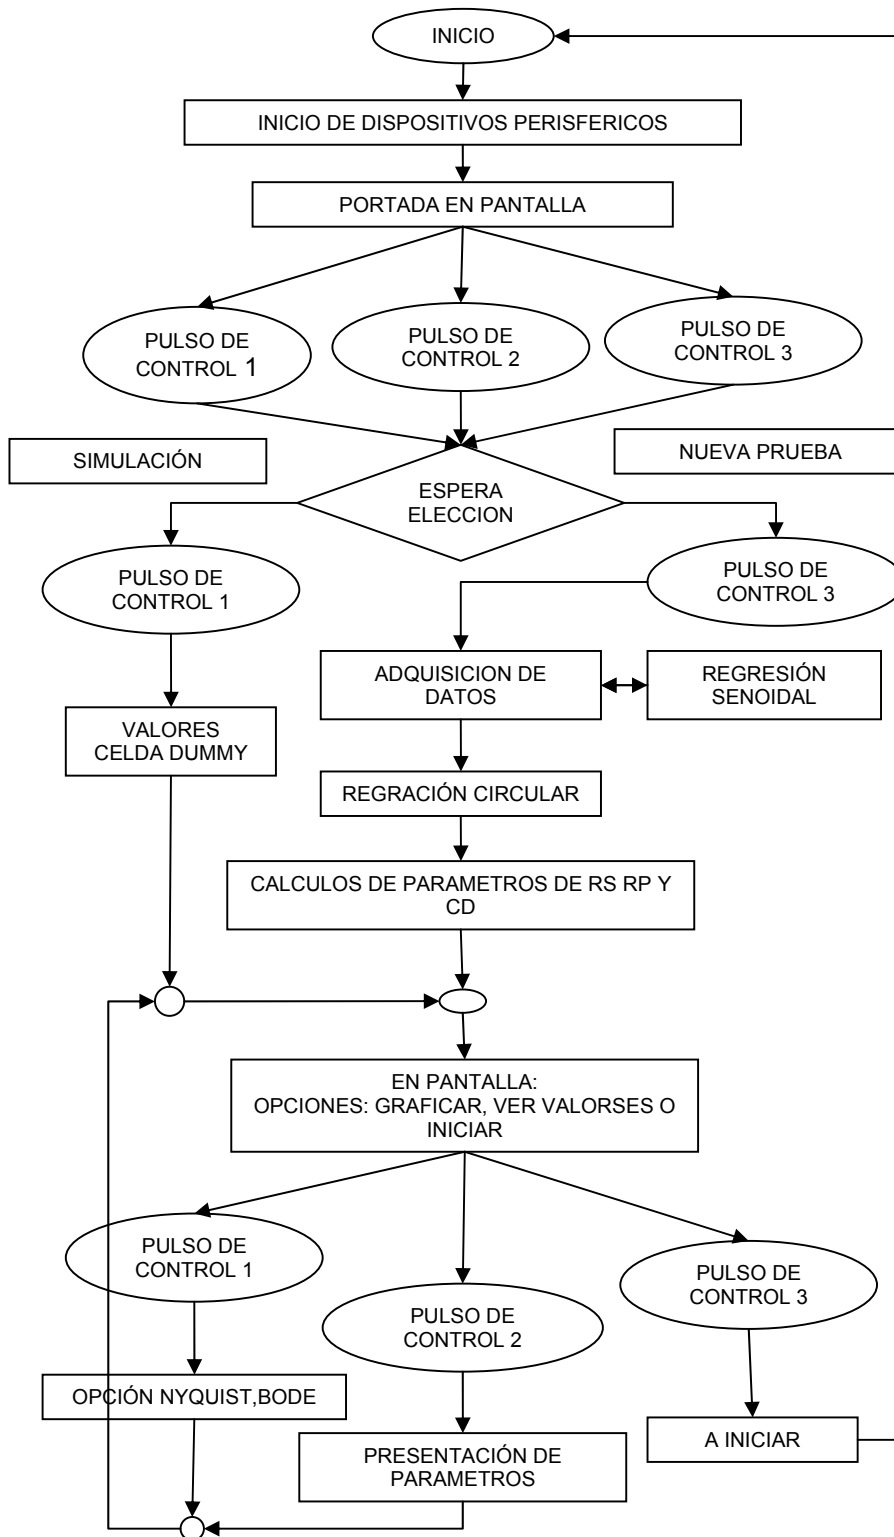 INICIO
INICIO DE DISPOSITIVOS PERISFERICOS
PORTADA EN PANTALLA
PULSO DE
CONTROL 1
PULSO DE
CONTROL 2
PULSO DE
CONTROL 3
SIMULACIÓN
ESPERA
ELECCION
NUEVA PRUEBA
PULSO DE
CONTROL 1
PULSO DE
CONTROL 3
ADQUISICION DE
DATOS
REGRESIÓN
SENOIDAL
VALORES
CELDA DUMMY
REGRACIÓN CIRCULAR
CALCULOS DE PARAMETROS DE RS RP Y
CD
EN PANTALLA:
OPCIONES: GRAFICAR, VER VALORSES O
INICIAR
PULSO DE
CONTROL 1
PULSO DE
CONTROL 2
PULSO DE
CONTROL 3
OPCIÓN NYQUIST,BODE
PRESENTACIÓN DE
PARAMETROS
A INICIAR